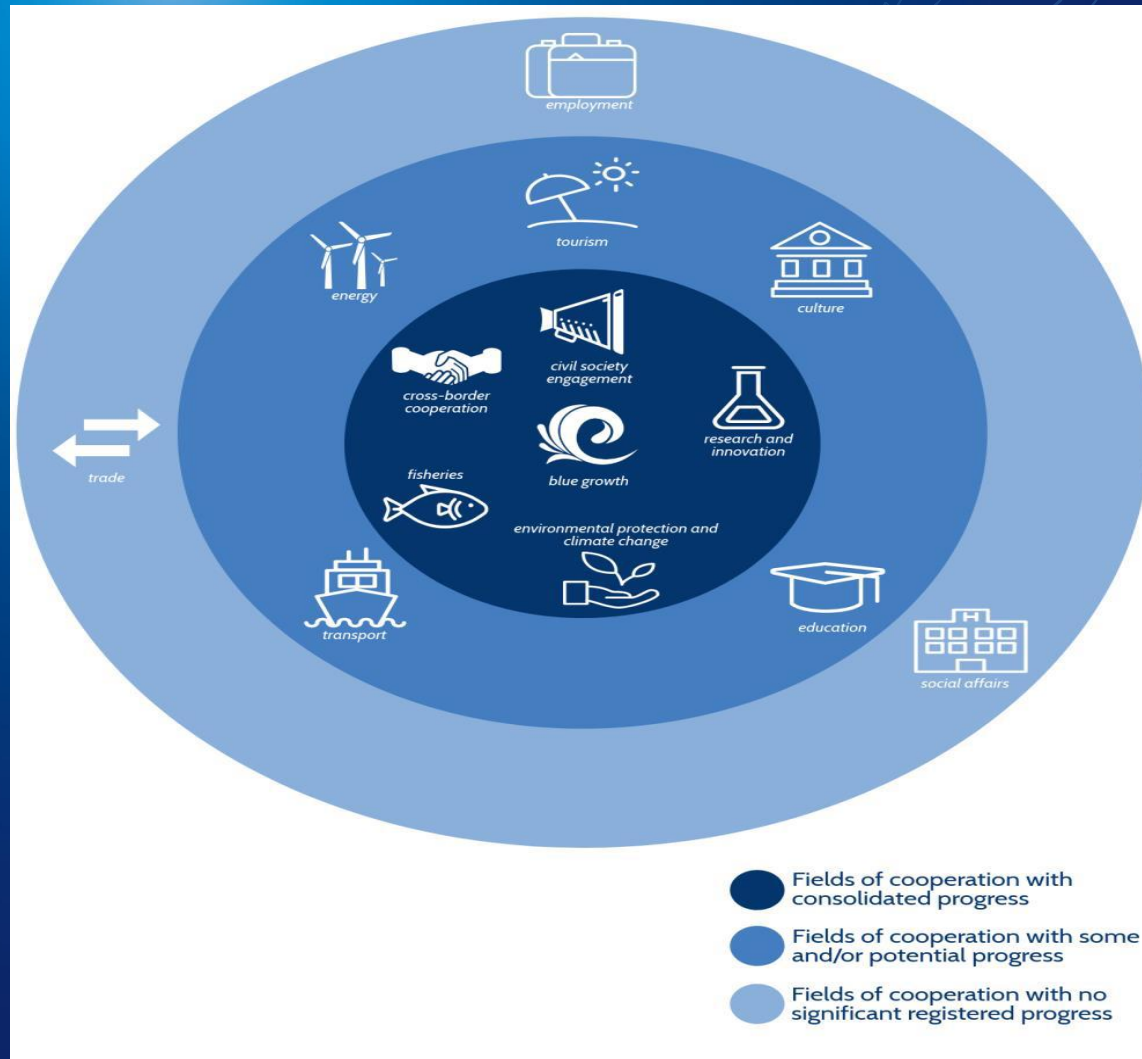 employment
tourism
energy
culture
civil society
engagement
cross-border
cooperation
research and
innovation
trade
fisheries
blue growth
environmental protection and
climate change
transport
education
H
social affairs
Fields of cooperation with
consolidated progress
Fields of cooperation with some
and/or potential progress
Fields of cooperation with no
significant registered progress